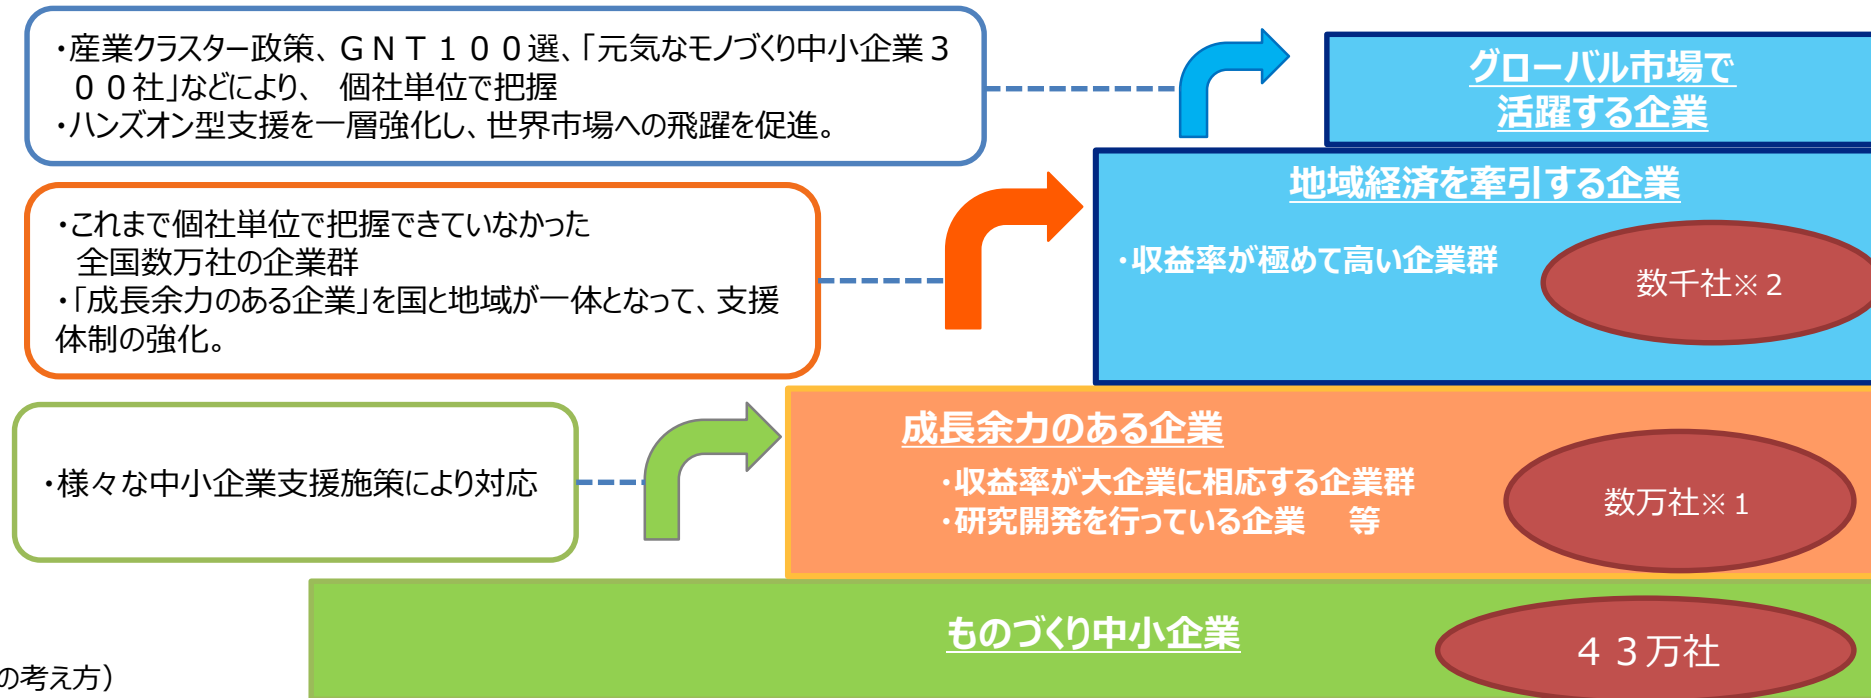 ・産業クラスター政策、ＧＮＴ１００選、「元気なモノづくり中小企業３
００社」などにより、　個社単位で把握
・ハンズオン型支援を一層強化し、世界市場への飛躍を促進。
グローバル市場で
活躍する企業
・これまで個社単位で把握できていなかった
全国数万社の企業群
・「成長余力のある企業」を国と地域が一体となって、支援
体制の強化。
地域経済を牽引する企業
・収益率が極めて高い企業群
数千社※２
・様々な中小企業支援施策により対応
成長余力のある企業
・収益率が大企業に相応する企業群
・研究開発を行っている企業　等
数万社※１
ものづくり中小企業
４３万社
の考え方）